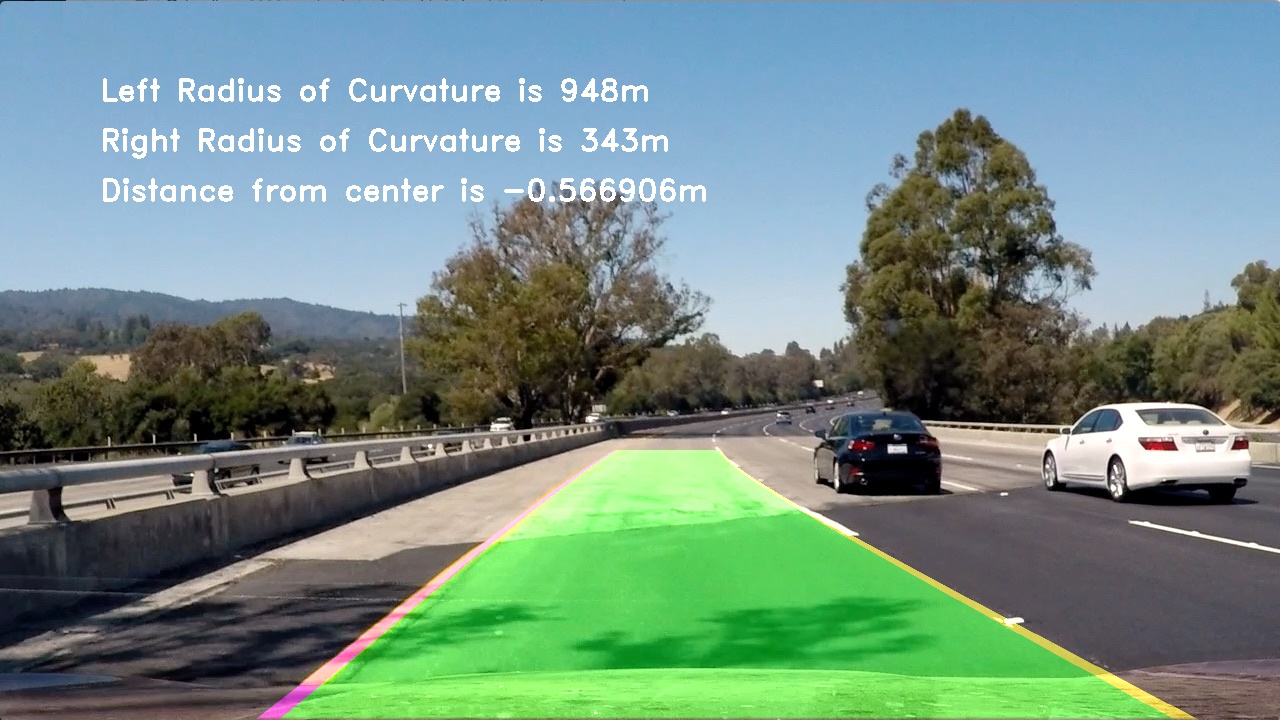 Left Radius of Curvature is 948m
Right Radius of Curvature is 343m
Distance from center is -0.566906m